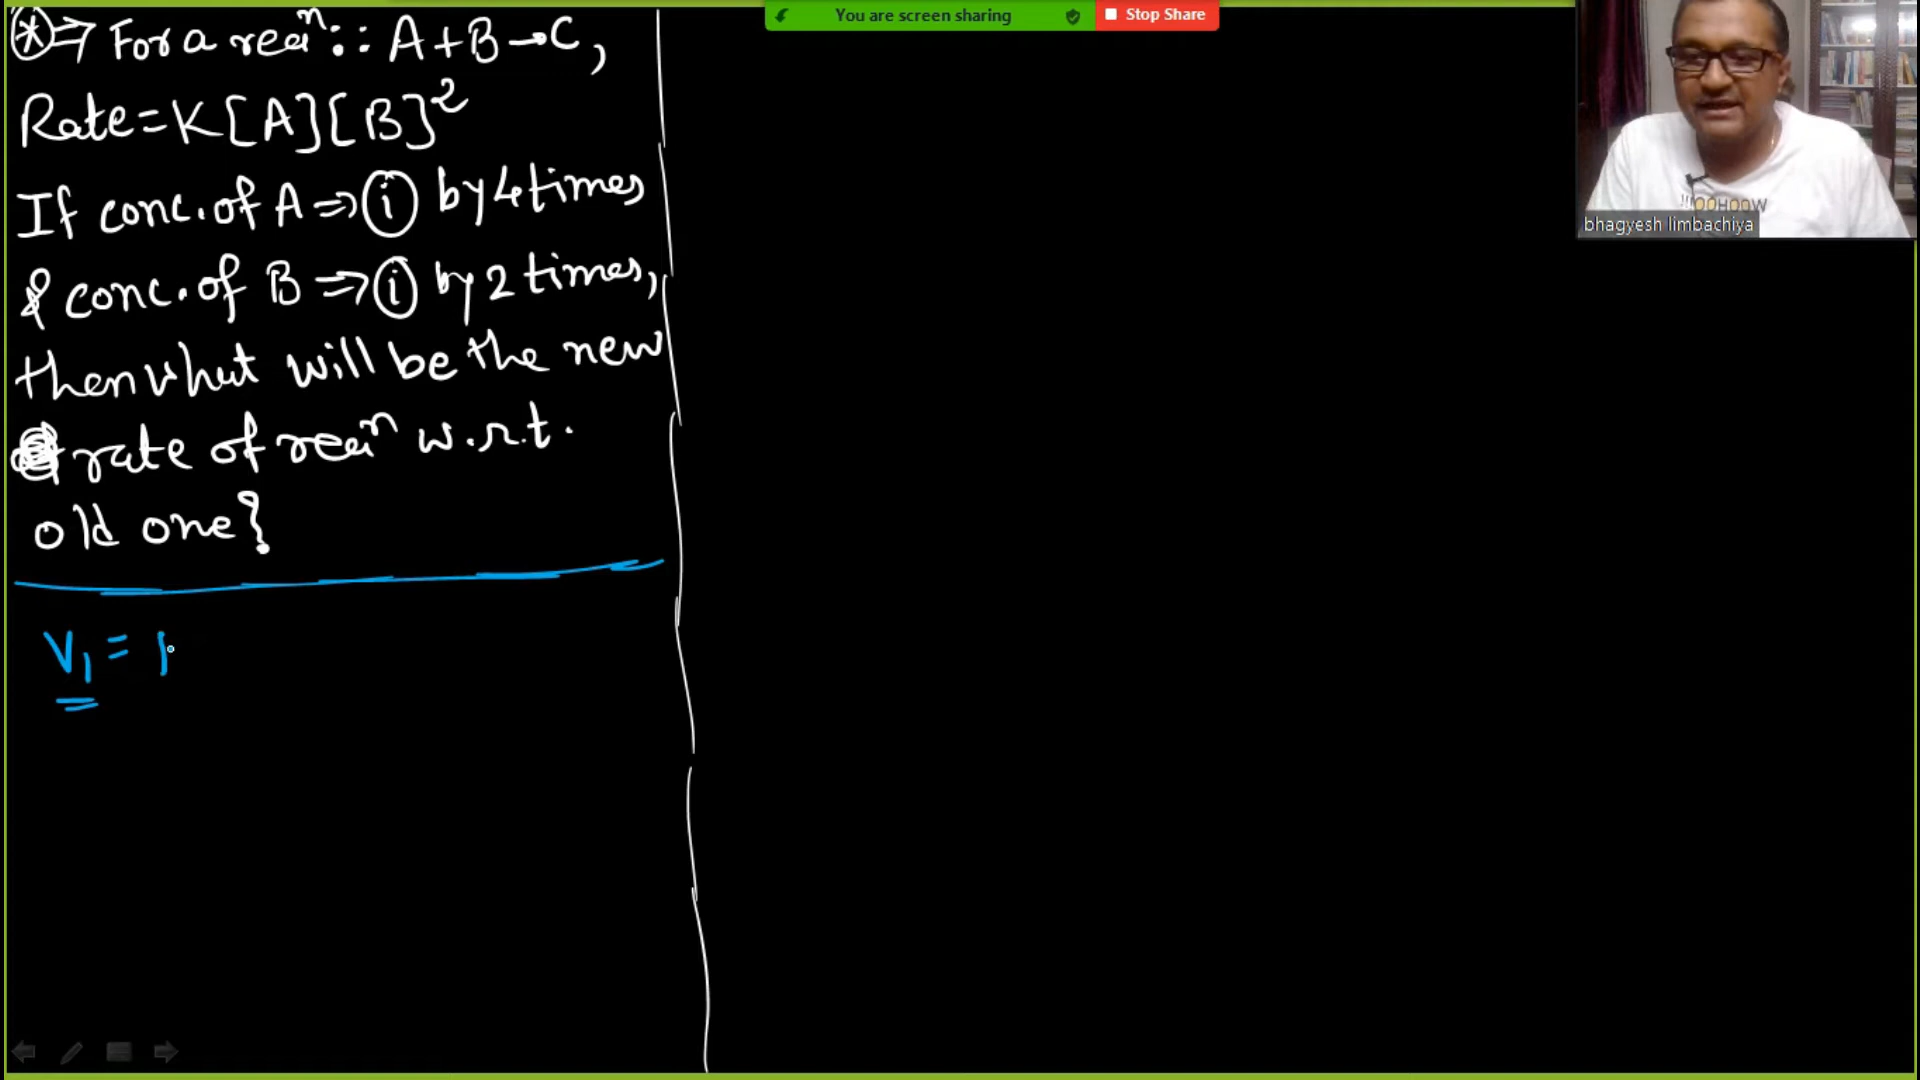 You are screen sharing Stop Share
⇒ For a reaⁿ :: A + B → C,
Rate = K[A][B]²
If conc. of A ⇒ ⓘ by 4 times
& conc. of B ⇒ ⓘ by 2 times,
then what will be the new
rate of reaⁿ w.r.t.
old one?
V₁ =
!!!OOHOOW
bhagyesh limbachiya